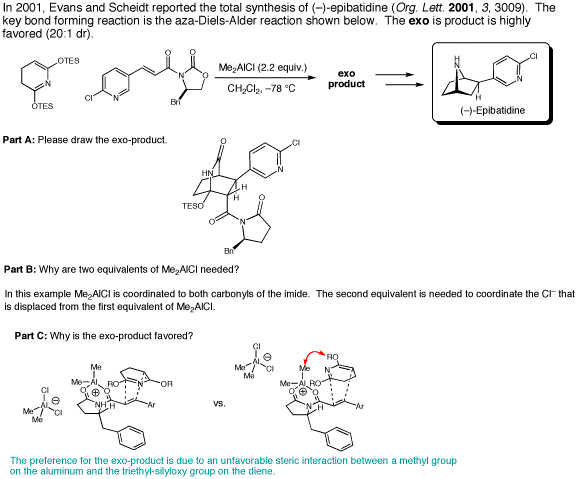 In 2001, Evans and Scheidt reported the total synthesis of (–)-epibatidine (Org. Lett. 2001, 3, 3009). The
key bond forming reaction is the aza-Diels-Alder reaction shown below. The exo is product is highly
favored (20:1 dr).
OTES
N
OTES
Cl
N
O
O
N
O
Bn
Me2AlCl (2.2 equiv.)
CH2Cl2, –78 °C
exo
product
H
N
Cl
N
H
(–)-Epibatidine
Part A: Please draw the exo-product.
O
HN
Cl
N
H
H
TESO
O
O
N
Bn
Part B: Why are two equivalents of Me2AlCl needed?
In this example Me2AlCl is coordinated to both carbonyls of the imide. The second equivalent is needed to coordinate the Cl– that
is displaced from the first equivalent of Me2AlCl.
Part C: Why is the exo-product favored?
Cl
Me Al Cl
Me
⊖
Me
Me Al
⊕
O
O
RO
N
OR
NH
H
Ar
vs.
Cl
Me Al Cl
Me
⊖
Me
Me Al
⊕
O
O
RO
N
RO
N
H
Ar
The preference for the exo-product is due to an unfavorable steric interaction between a methyl group
on the aluminum and the triethyl-silyloxy group on the diene.